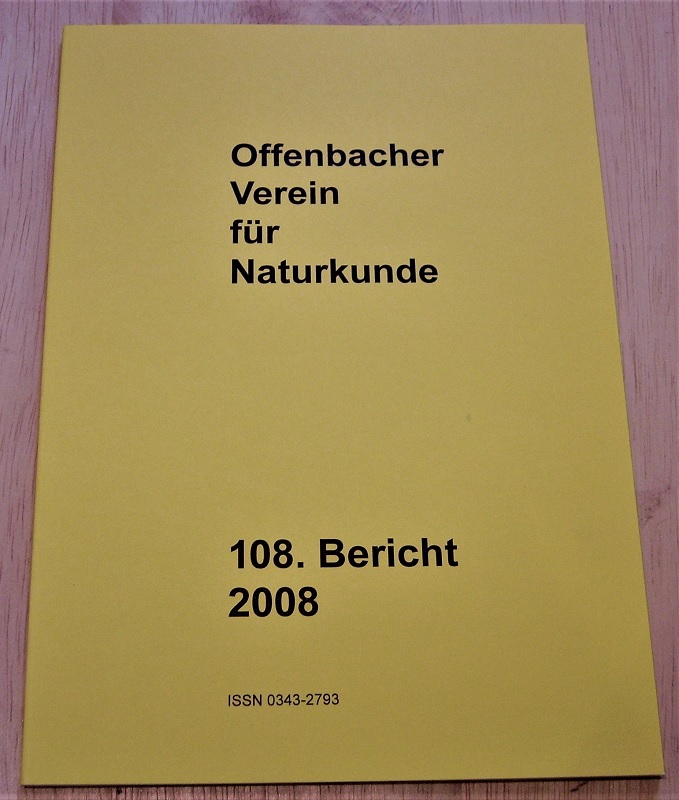 Offenbacher
Verein
für
Naturkunde
108. Bericht
2008
ISSN 0343-2793